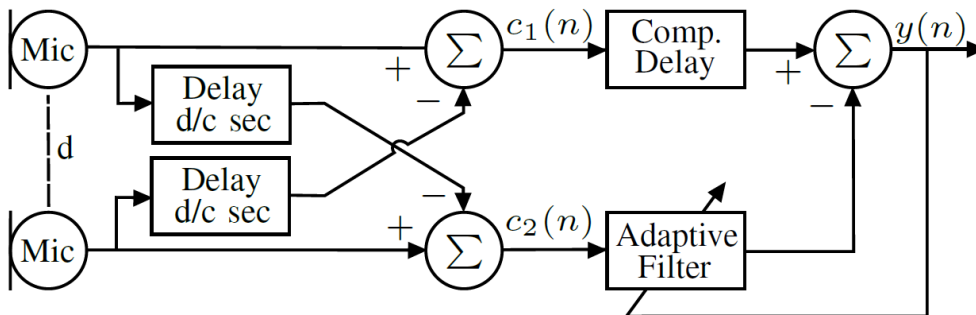 Mic
+
−
Σ
c₁(n)
Comp.
Delay
+
−
Σ
y(n)
Delay
d/c sec
d
Delay
d/c sec
Mic
+
−
Σ
c₂(n)
Adaptive
Filter